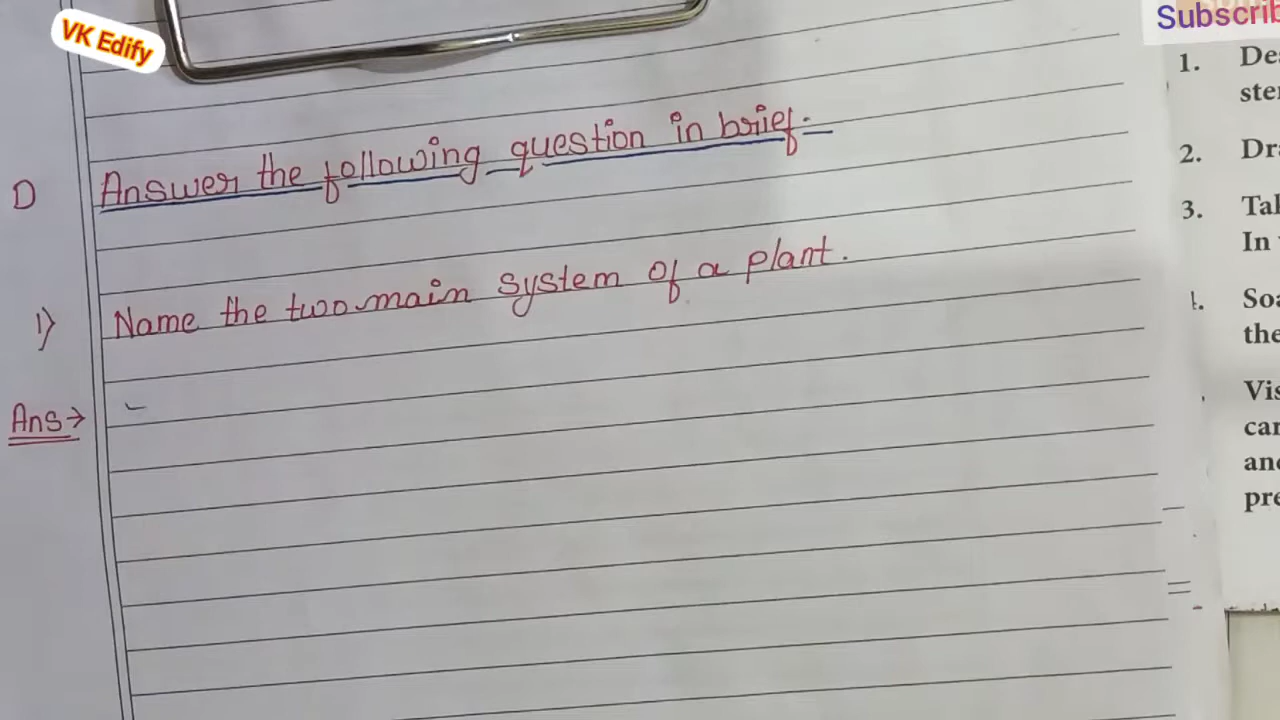 VK Edify
Subscrib
D Answer the following question in brief.
1) Name the two main system of a plant.
Ans→
1. De
ste
2. Dr
3. Tal
In
Soa
the
Vis
car
and
pre